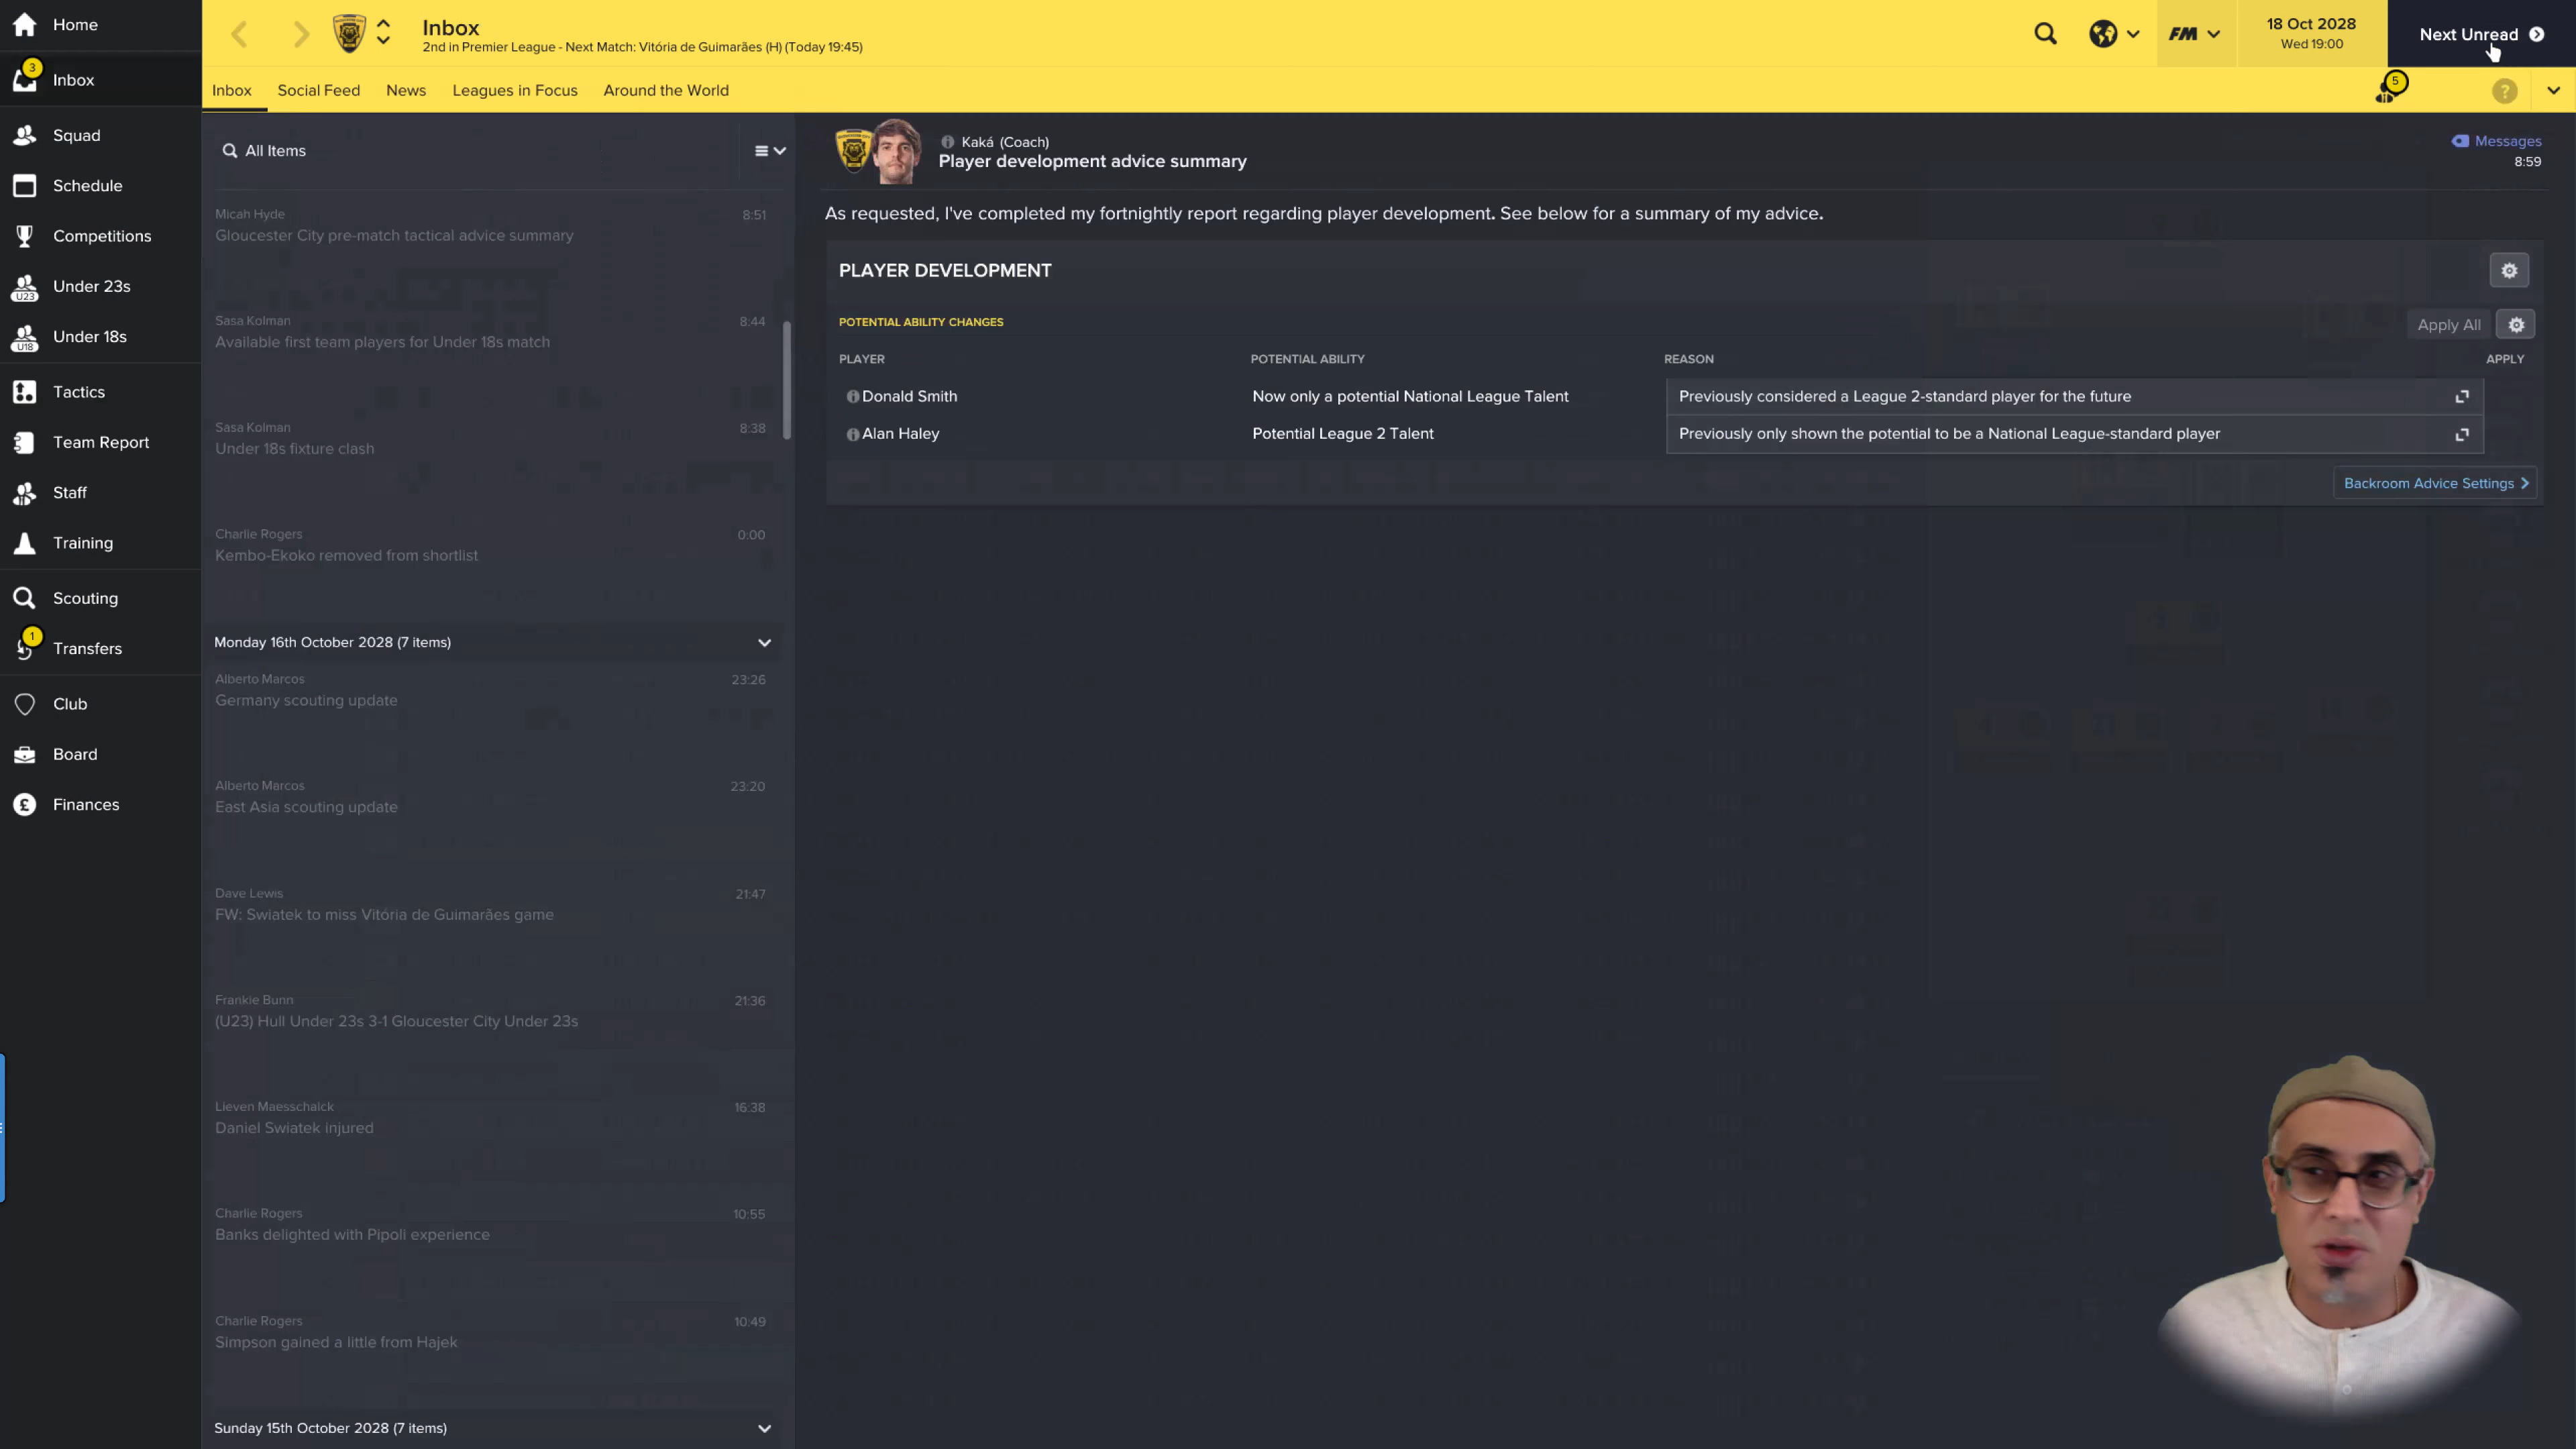 Home
3
Inbox
Squad
Schedule
Competitions
Under 23s
U23
Under 18s
U18
Tactics
Team Report
Staff
Training
Scouting
1
Transfers
Club
Board
Finances
Inbox
2nd in Premier League - Next Match: Vitória de Guimarães (H) (Today 19:45)
FM
18 Oct 2028
Wed 19:00
Next Unread
Inbox
Social Feed
News
Leagues in Focus
Around the World
5
?
All Items
Micah Hyde
8:51
Gloucester City pre-match tactical advice summary
Sasa Kolman
8:44
Available first team players for Under 18s match
Sasa Kolman
8:38
Under 18s fixture clash
Charlie Rogers
0:00
Kembo-Ekoko removed from shortlist
Monday 16th October 2028 (7 items)
Alberto Marcos
23:26
Germany scouting update
Alberto Marcos
23:20
East Asia scouting update
Dave Lewis
21:47
FW: Swiatek to miss Vitória de Guimarães game
Frankie Bunn
21:36
(U23) Hull Under 23s 3-1 Gloucester City Under 23s
Lieven Maesschalck
16:38
Daniel Swiatek injured
Charlie Rogers
10:55
Banks delighted with Pipoli experience
Charlie Rogers
10:49
Simpson gained a little from Hajek
Sunday 15th October 2028 (7 items)
Kaká (Coach)
Player development advice summary
Messages
8:59
As requested, I've completed my fortnightly report regarding player development. See below for a summary of my advice.
PLAYER DEVELOPMENT
POTENTIAL ABILITY CHANGES
Apply All
PLAYER
POTENTIAL ABILITY
REASON
APPLY
Donald Smith
Now only a potential National League Talent
Previously considered a League 2-standard player for the future
Alan Haley
Potential League 2 Talent
Previously only shown the potential to be a National League-standard player
Backroom Advice Settings